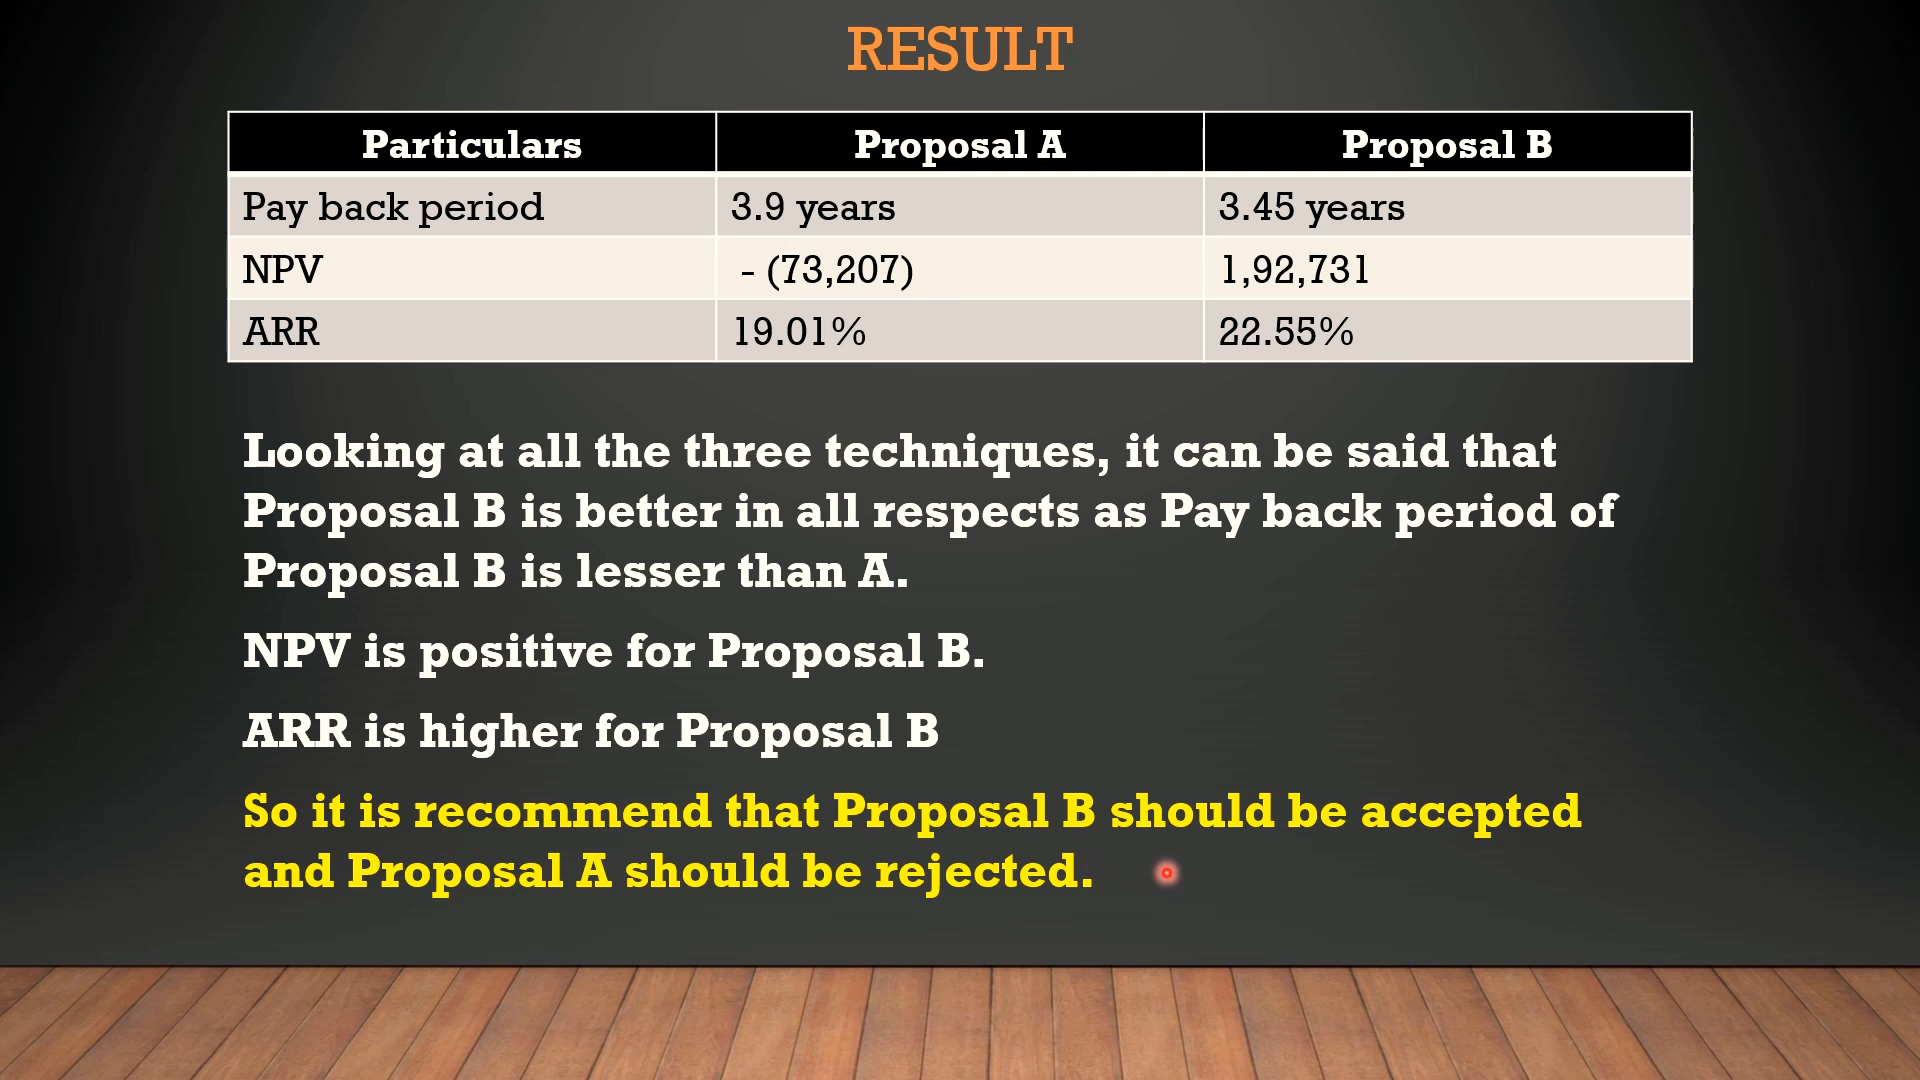 RESULT
Particulars Proposal A Proposal B
Pay back period 3.9 years 3.45 years
NPV - (73,207) 1,92,731
ARR 19.01% 22.55%
Looking at all the three techniques, it can be said that
Proposal B is better in all respects as Pay back period of
Proposal B is lesser than A.
NPV is positive for Proposal B.
ARR is higher for Proposal B
So it is recommend that Proposal B should be accepted
and Proposal A should be rejected.